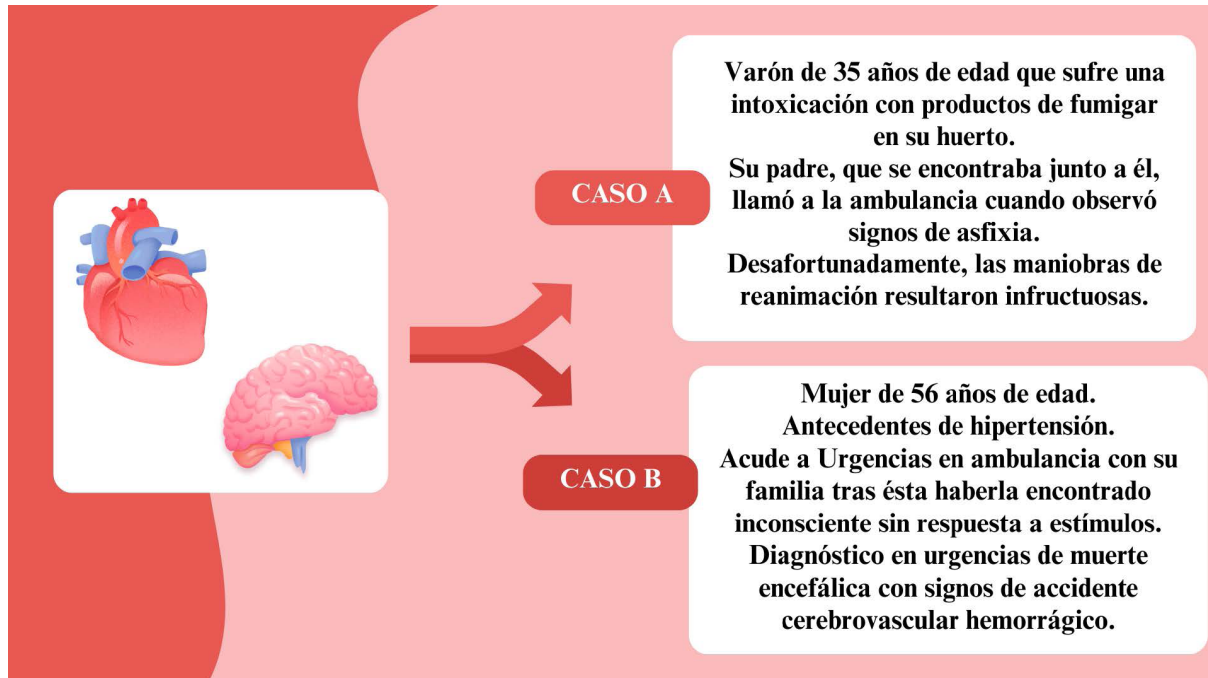 CASO A
Varón de 35 años de edad que sufre una
intoxicación con productos de fumigar
en su huerto.
Su padre, que se encontraba junto a él,
llamó a la ambulancia cuando observó
signos de asfixia.
Desafortunadamente, las maniobras de
reanimación resultaron infructuosas.
CASO B
Mujer de 56 años de edad.
Antecedentes de hipertensión.
Acude a Urgencias en ambulancia con su
familia tras ésta haberla encontrado
inconsciente sin respuesta a estímulos.
Diagnóstico en urgencias de muerte
encefálica con signos de accidente
cerebrovascular hemorrágico.